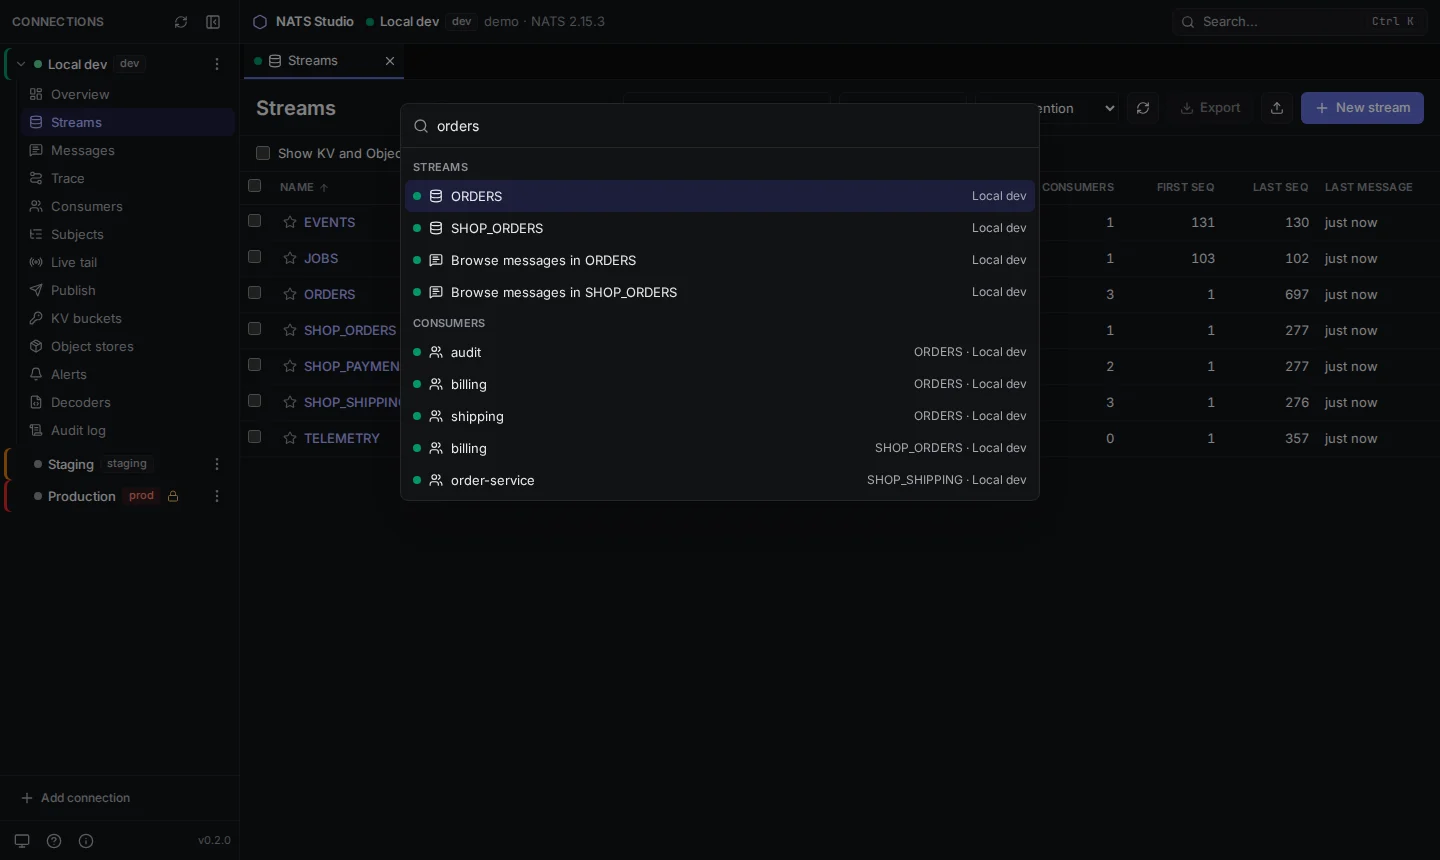 CONNECTIONS
NATS Studio Local dev dev demo · NATS 2.15.3
Search... Ctrl K
Local dev dev
Overview
Streams
Messages
Trace
Consumers
Subjects
Live tail
Publish
KV buckets
Object stores
Alerts
Decoders
Audit log
Staging staging
Production prod
Add connection
v0.2.0
Streams
Streams
ention
Export
New stream
Show KV and Objec
NAME CONSUMERS FIRST SEQ LAST SEQ LAST MESSAGE
EVENTS 1 131 130 just now
JOBS 1 103 102 just now
ORDERS 3 1 697 just now
SHOP_ORDERS 1 1 277 just now
SHOP_PAYMEN 2 1 277 just now
SHOP_SHIPPING 3 1 276 just now
TELEMETRY 0 1 357 just now
orders
STREAMS
ORDERS Local dev
SHOP_ORDERS Local dev
Browse messages in ORDERS Local dev
Browse messages in SHOP_ORDERS Local dev
CONSUMERS
audit ORDERS · Local dev
billing ORDERS · Local dev
shipping ORDERS · Local dev
billing SHOP_ORDERS · Local dev
order-service SHOP_SHIPPING · Local dev